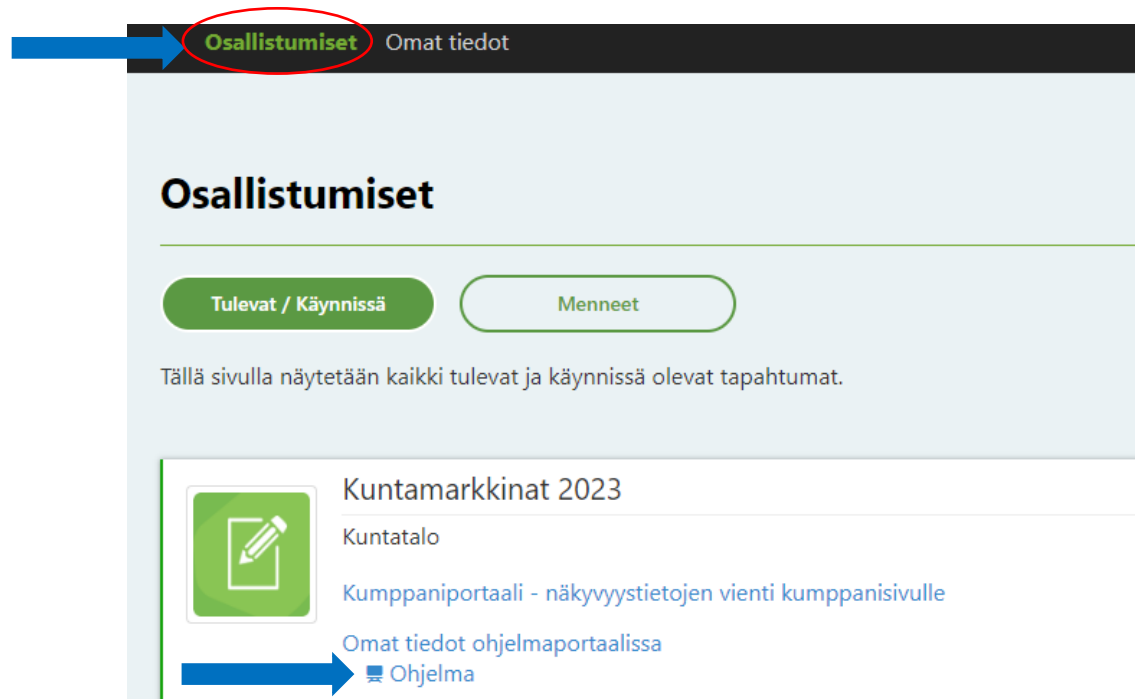 Osallistumiset Omat tiedot
Osallistumiset
Tulevat / Käynnissä Menneet
Tällä sivulla näytetään kaikki tulevat ja käynnissä olevat tapahtumat.
Kuntamarkkinat 2023
Kuntatalo
Kumppaniportaali - näkyvyystietojen vienti kumppanisivulle
Omat tiedot ohjelmaportaalissa
Ohjelma